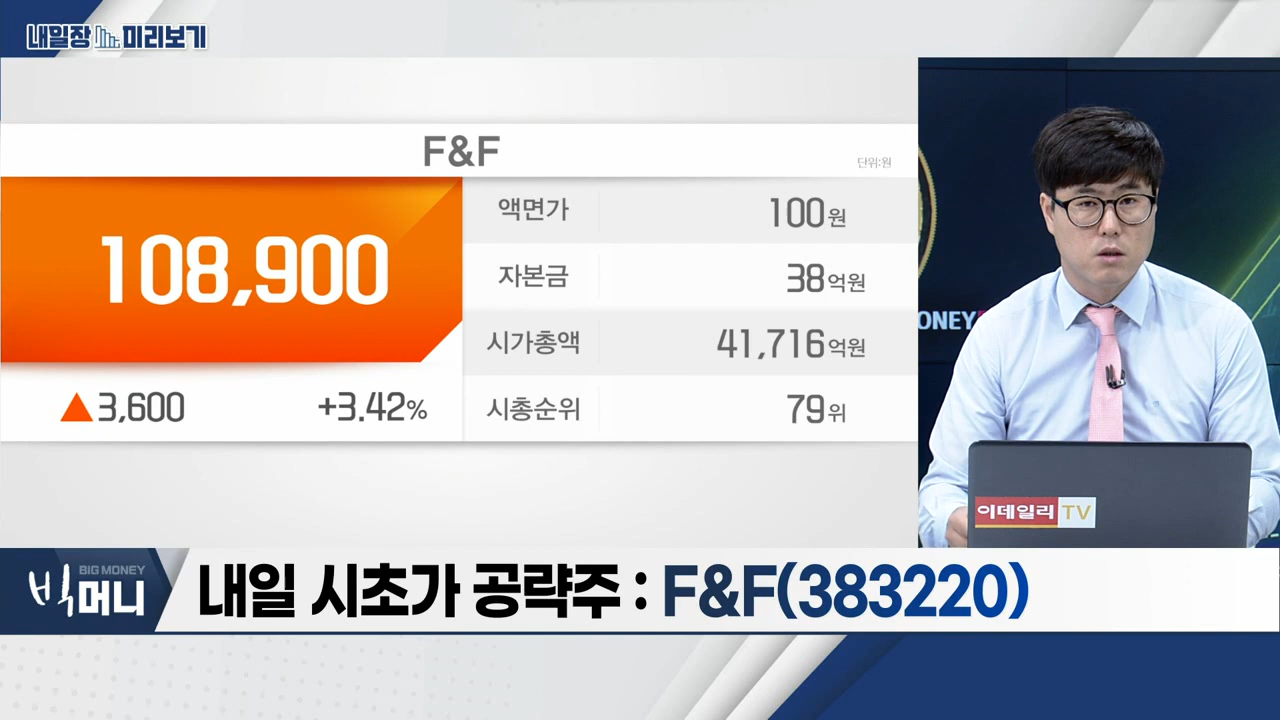 내일장 미리보기
F&F
단위:원
108,900
▲3,600 +3.42%
액면가 100원
자본금 38억원
시가총액 41,716억원
시총순위 79위
ONEY
이데일리TV
BIG MONEY
빅머니
내일 시초가 공략주 : F&F(383220)